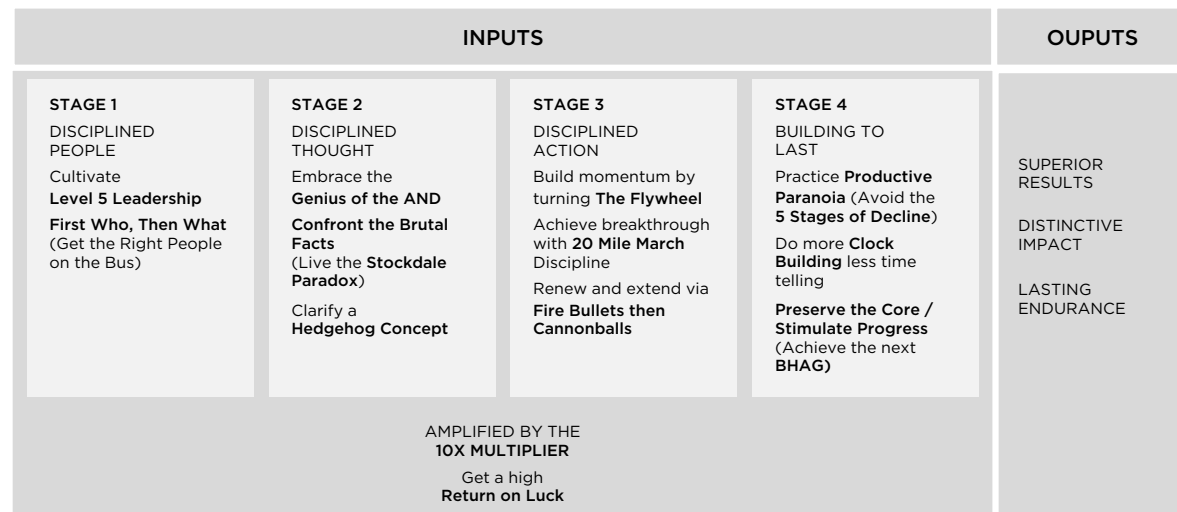 INPUTS
OUPUTS
STAGE 1
DISCIPLINED
PEOPLE
Cultivate
Level 5 Leadership
First Who, Then What
(Get the Right People
on the Bus)
STAGE 2
DISCIPLINED
THOUGHT
Embrace the
Genius of the AND
Confront the Brutal
Facts
(Live the Stockdale
Paradox)
Clarify a
Hedgehog Concept
STAGE 3
DISCIPLINED
ACTION
Build momentum by
turning The Flywheel
Achieve breakthrough
with 20 Mile March
Discipline
Renew and extend via
Fire Bullets then
Cannonballs
STAGE 4
BUILDING TO
LAST
Practice Productive
Paranoia (Avoid the
5 Stages of Decline)
Do more Clock
Building less time
telling
Preserve the Core /
Stimulate Progress
(Achieve the next
BHAG)
AMPLIFIED BY THE
10X MULTIPLIER
Get a high
Return on Luck
SUPERIOR
RESULTS
DISTINCTIVE
IMPACT
LASTING
ENDURANCE